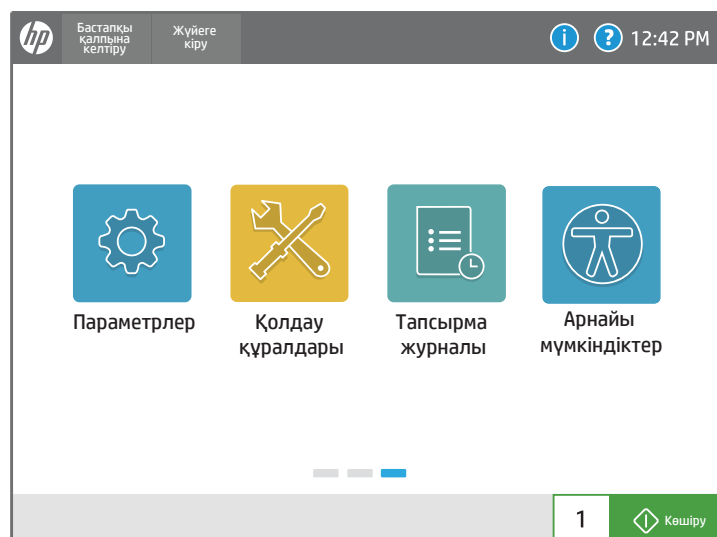 hp
Бастапқы
қалпына
келтіру
Жүйеге
кіру
i
?
12:42 PM
Параметрлер
Қолдау
құралдары
Тапсырма
журналы
Арнайы
мүмкіндіктер
1
Көшіру